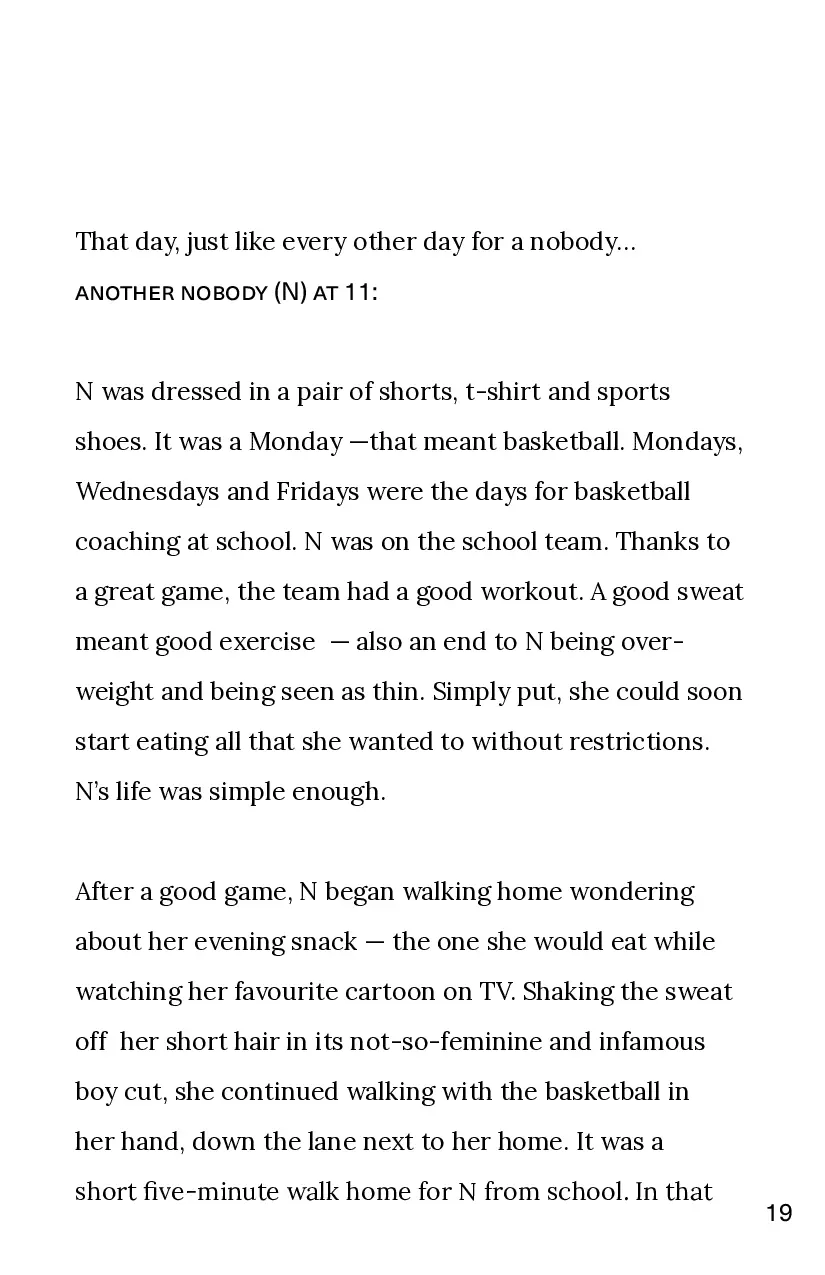 That day, just like every other day for a nobody…
ANOTHER NOBODY (N) AT 11:
N was dressed in a pair of shorts, t-shirt and sports
shoes. It was a Monday —that meant basketball. Mondays,
Wednesdays and Fridays were the days for basketball
coaching at school. N was on the school team. Thanks to
a great game, the team had a good workout. A good sweat
meant good exercise  — also an end to N being over-
weight and being seen as thin. Simply put, she could soon
start eating all that she wanted to without restrictions.
N’s life was simple enough.
After a good game, N began walking home wondering
about her evening snack — the one she would eat while
watching her favourite cartoon on TV. Shaking the sweat
off  her short hair in its not-so-feminine and infamous
boy cut, she continued walking with the basketball in
her hand, down the lane next to her home. It was a
short five-minute walk home for N from school. In that
19